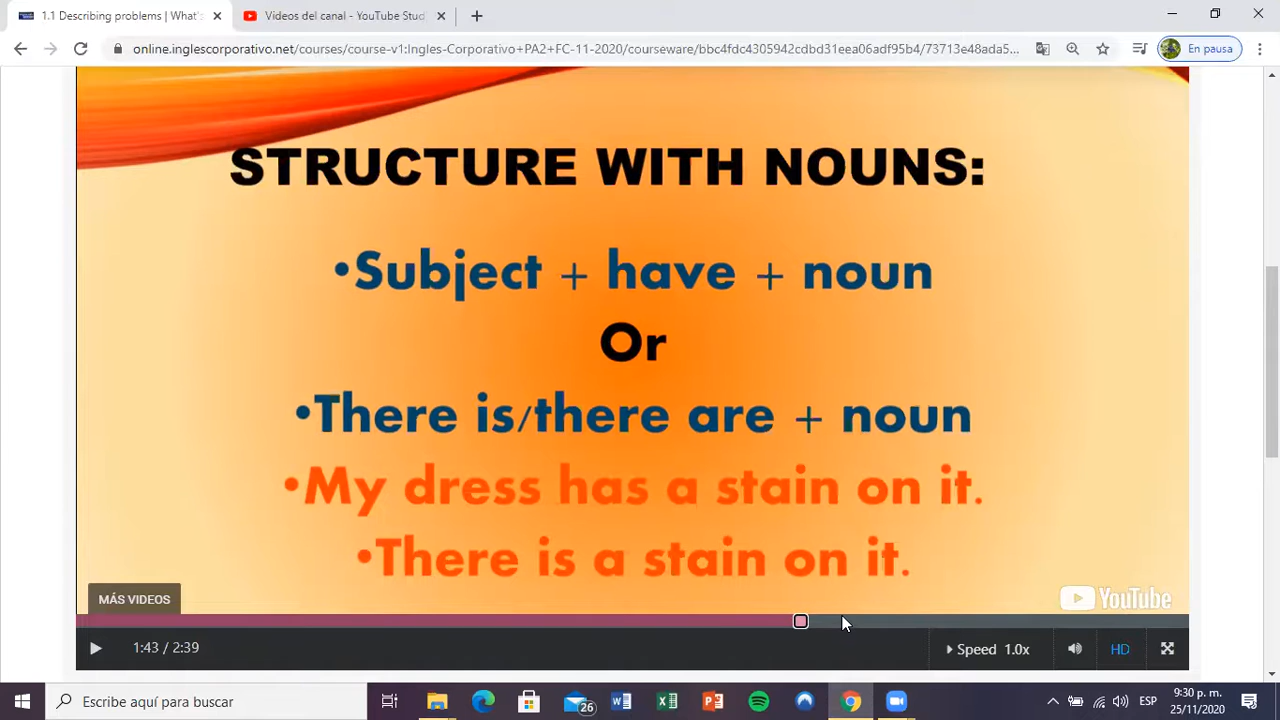 1.1 Describing problems | What's
Videos del canal - YouTube Stud
online.inglescorporativo.net/courses/course-v1:Ingles-Corporativo+PA2+FC-11-2020/courseware/bbc4fdc4305942cdbd31eea06adf95b4/73713e48ada5...
En pausa
STRUCTURE WITH NOUNS:
•Subject + have + noun
Or
•There is/there are + noun
•My dress has a stain on it.
•There is a stain on it.
MÁS VIDEOS
YouTube
1:43 / 2:39
Speed 1.0x
HD
Escribe aquí para buscar
26
ESP
9:30 p. m.
25/11/2020